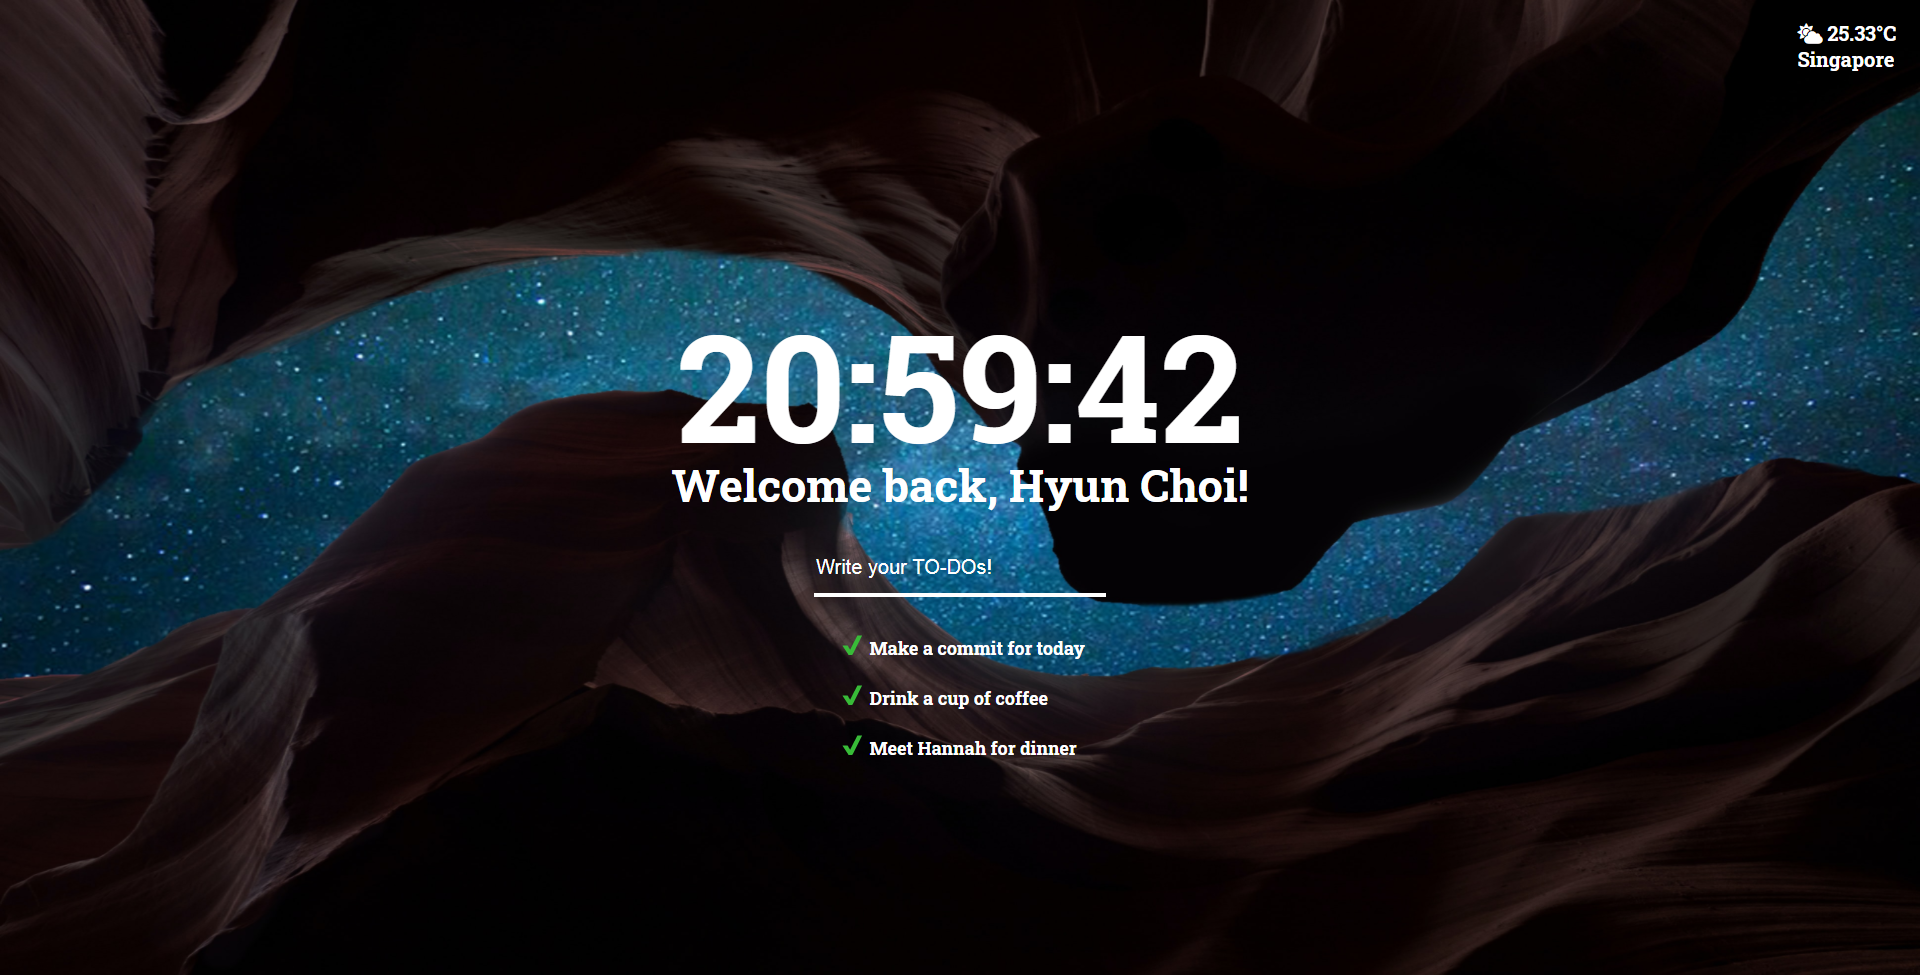 25.33°C
Singapore
20:59:42
Welcome back, Hyun Choi!
Write your TO-DOs!
Make a commit for today
Drink a cup of coffee
Meet Hannah for dinner